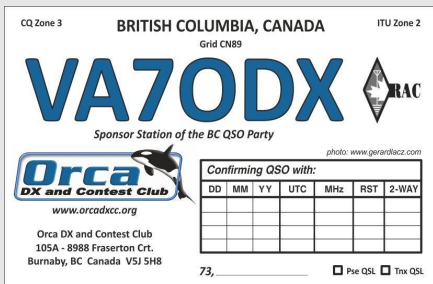 CQ Zone 3
BRITISH COLUMBIA, CANADA
ITU Zone 2
Grid CN89
VA7ODX
RAC
Sponsor Station of the BC QSO Party
photo: www.gerardlacz.com
Orca
DX and Contest Club
www.orcadxcc.org
Orca DX and Contest Club
105A - 8988 Fraserton Crt.
Burnaby, BC Canada V5J 5H8
Confirming QSO with:
DD MM YY UTC MHz RST 2-WAY
73,
Pse QSL Tnx QSL